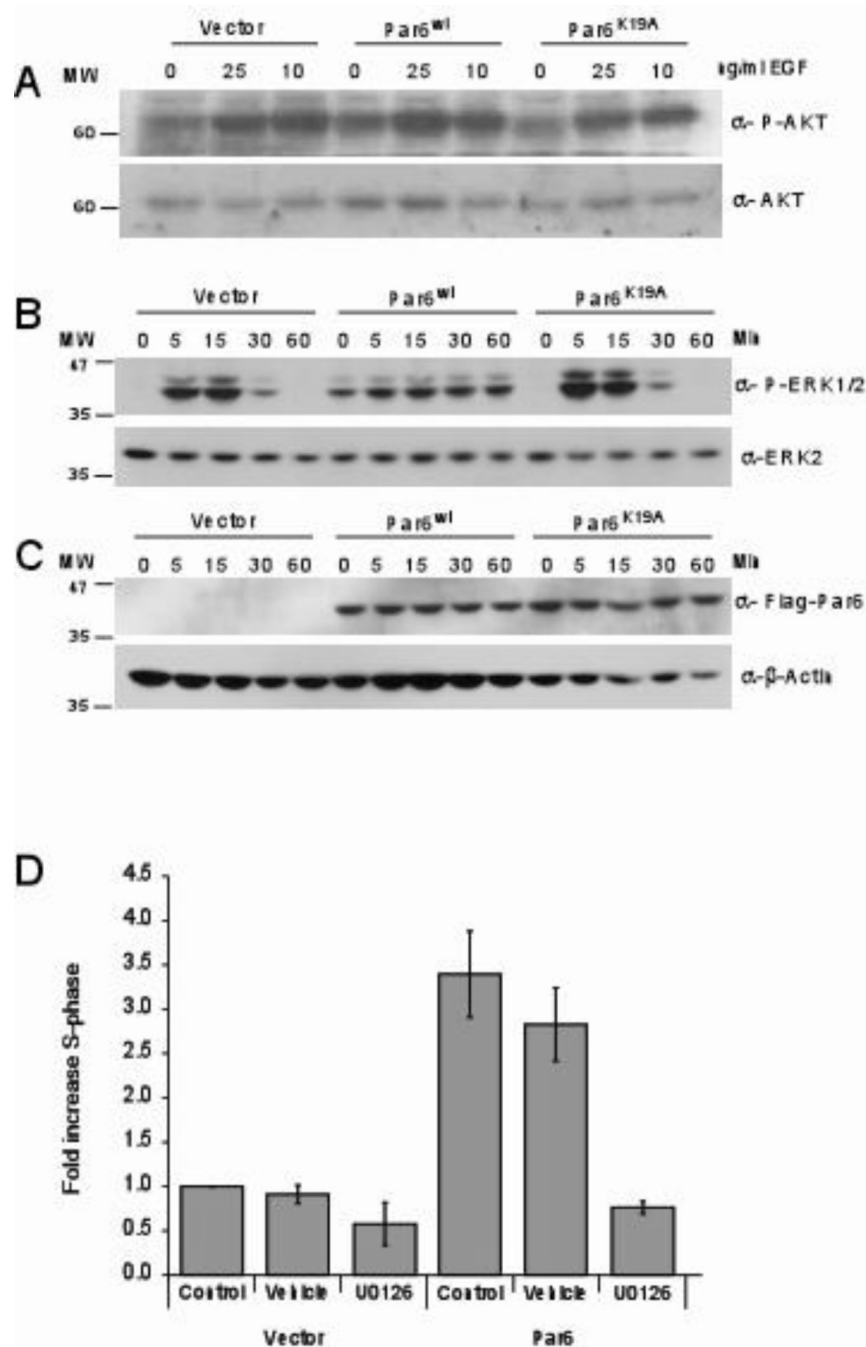 Vector Par6wt Par6K19A
A MW 0 25 10 0 25 10 0 25 10 ng/ml EGF
60 α- P-AKT
60 α-AKT
Vector Par6wt Par6K19A
B MW 0 5 15 30 60 0 5 15 30 60 0 5 15 30 60 Min
47
α- P-ERK1/2
35
α-ERK2
35
Vector Par6wt Par6K19A
C MW 0 5 15 30 60 0 5 15 30 60 0 5 15 30 60 Min
47
α- Flag-Par6
35
α-β-Actin
35
D
Fold increase S-phase
4.5
4.0
3.5
3.0
2.5
2.0
1.5
1.0
0.5
0.0
Control Vehicle U0126 Control Vehicle U0126
Vector Par6